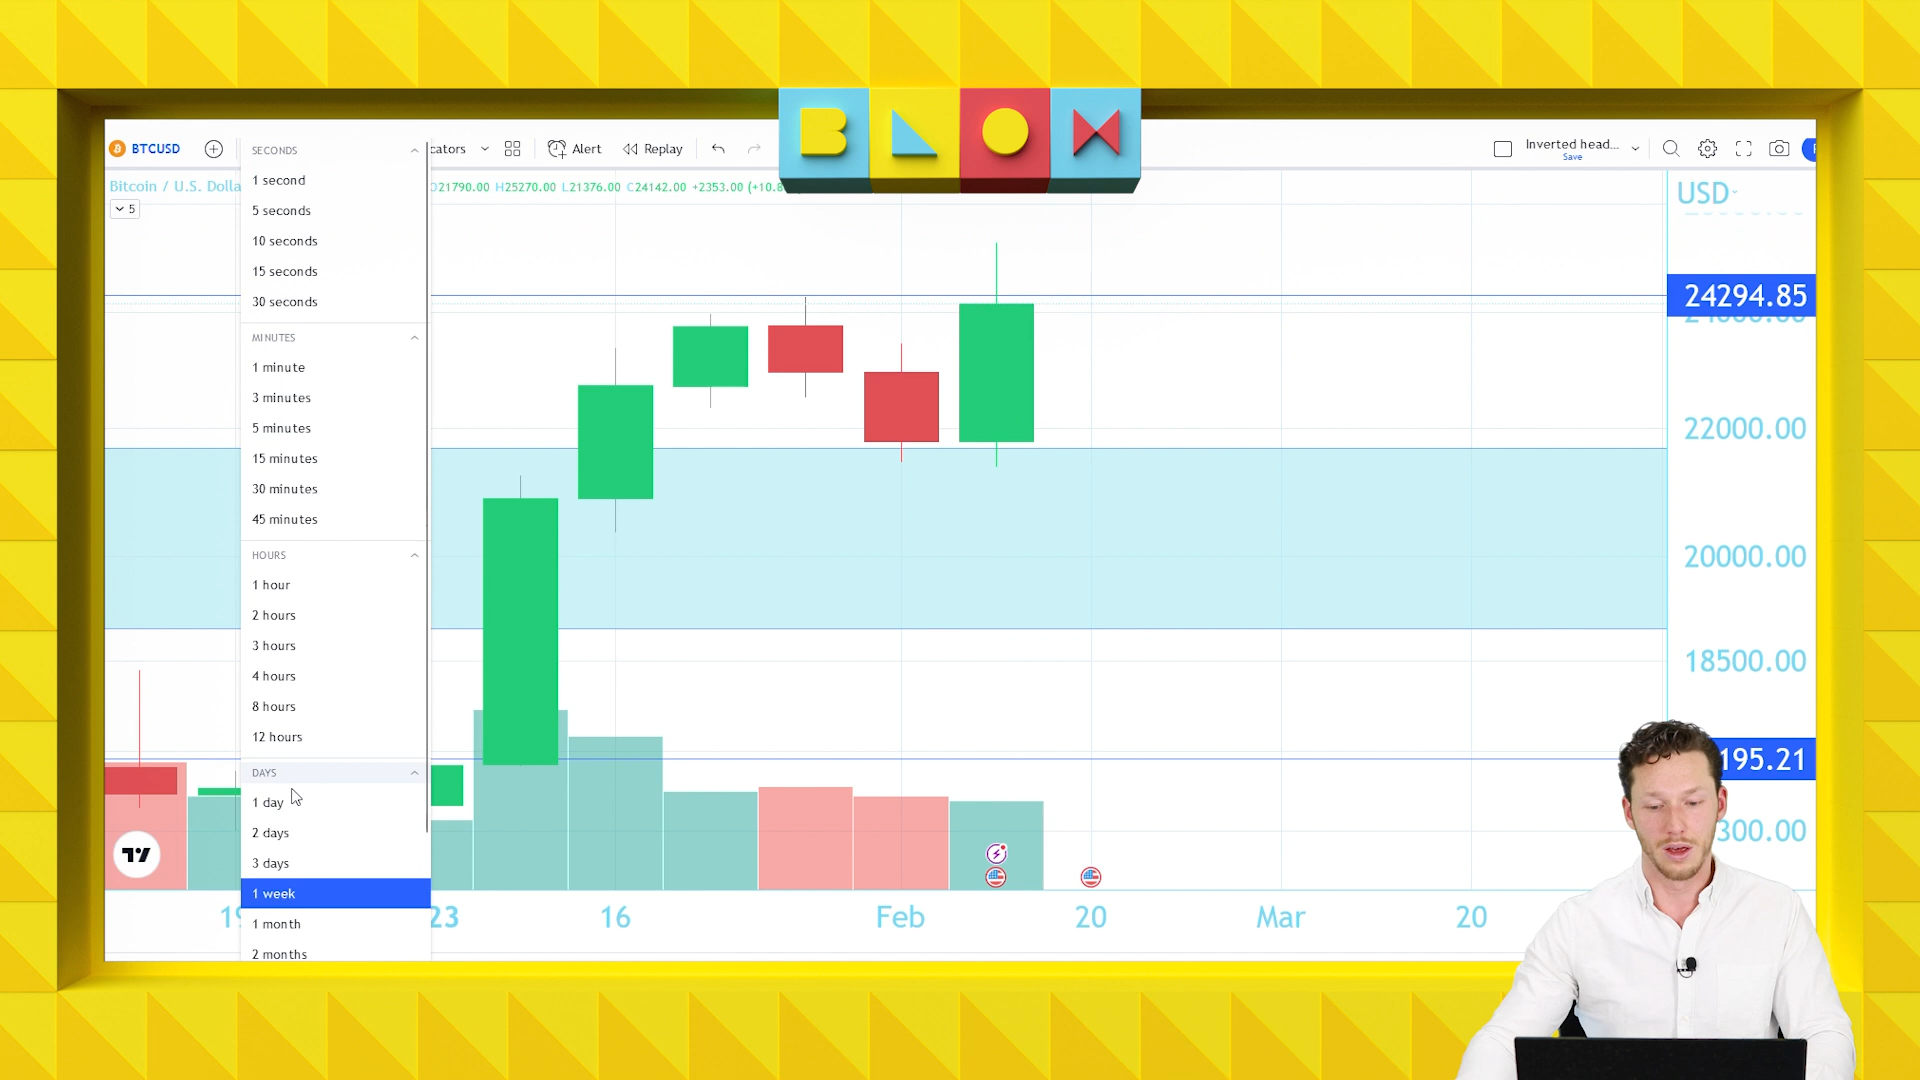 BLOX
BTCUSD
cators
Alert
Replay
Inverted head...
Save
Bitcoin / U.S. Dolla
O21790.00 H25270.00 L21376.00 C24142.00 +2353.00 (+10.8
5
SECONDS
1 second
5 seconds
10 seconds
15 seconds
30 seconds
MINUTES
1 minute
3 minutes
5 minutes
15 minutes
30 minutes
45 minutes
HOURS
1 hour
2 hours
3 hours
4 hours
8 hours
12 hours
DAYS
1 day
2 days
3 days
1 week
1 month
2 months
USD
24294.85
22000.00
20000.00
18500.00
195.21
300.00
23
16
Feb
20
Mar
20